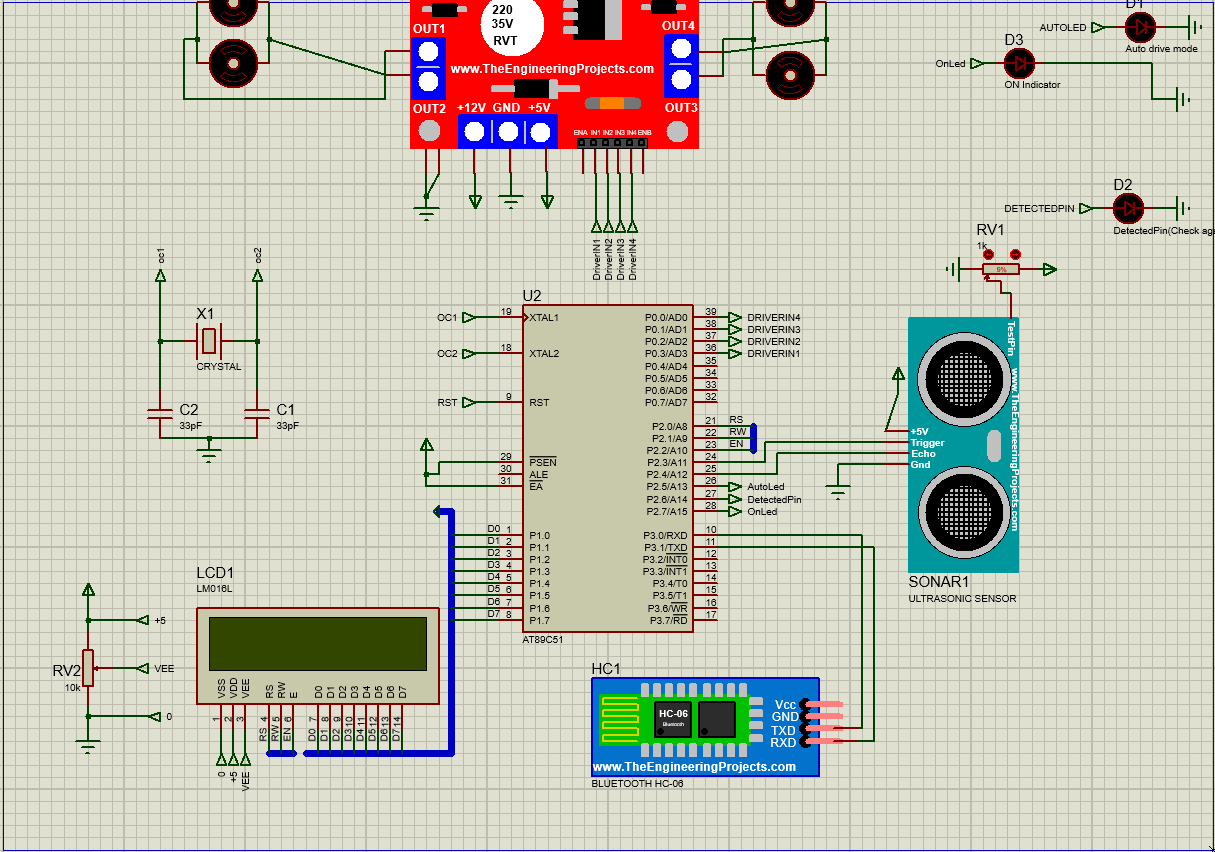 220
35V
RVT
OUT1
OUT4
www.TheEngineeringProjects.com
OUT2
+12V GND +5V
OUT3
ENA IN1 IN2 IN3 IN4 ENB
D1
AUTOLED
Auto drive mode
D3
OnLed
ON Indicator
D2
DETECTEDPIN
DetectedPin(Check aga
DriverIN1
DriverIN2
DriverIN3
DriverIN4
RV1
1k
9%
oc1
oc2
X1
CRYSTAL
C2
33pF
C1
33pF
U2
OC1 19 XTAL1
OC2 18 XTAL2
RST 9 RST
29 PSEN
30 ALE
31 EA
D0 1 P1.0
D1 2 P1.1
D2 3 P1.2
D3 4 P1.3
D4 5 P1.4
D5 6 P1.5
D6 7 P1.6
D7 8 P1.7
P0.0/AD0 39 DRIVERIN4
P0.1/AD1 38 DRIVERIN3
P0.2/AD2 37 DRIVERIN2
P0.3/AD3 36 DRIVERIN1
P0.4/AD4 35
P0.5/AD5 34
P0.6/AD6 33
P0.7/AD7 32
P2.0/A8 21 RS
P2.1/A9 22 RW
P2.2/A10 23 EN
P2.3/A11 24
P2.4/A12 25
P2.5/A13 26 AutoLed
P2.6/A14 27 DetectedPin
P2.7/A15 28 OnLed
P3.0/RXD 10
P3.1/TXD 11
P3.2/INT0 12
P3.3/INT1 13
P3.4/T0 14
P3.5/T1 15
P3.6/WR 16
P3.7/RD 17
AT89C51
TestPin
www.TheEngineeringProjects.com
+5V
Trigger
Echo
Gnd
SONAR1
ULTRASONIC SENSOR
LCD1
LM016L
VSS VDD VEE RS RW E D0 D1 D2 D3 D4 D5 D6 D7
1 2 3 4 5 6 7 8 9 10 11 12 13 14
RS RW EN D0 D1 D2 D3 D4 D5 D6 D7
0 +5 VEE
RV2
10k
+5
VEE
0
HC1
HC-06
Bluetooth
Vcc
GND
TXD
RXD
www.TheEngineeringProjects.com
BLUETOOTH HC-06